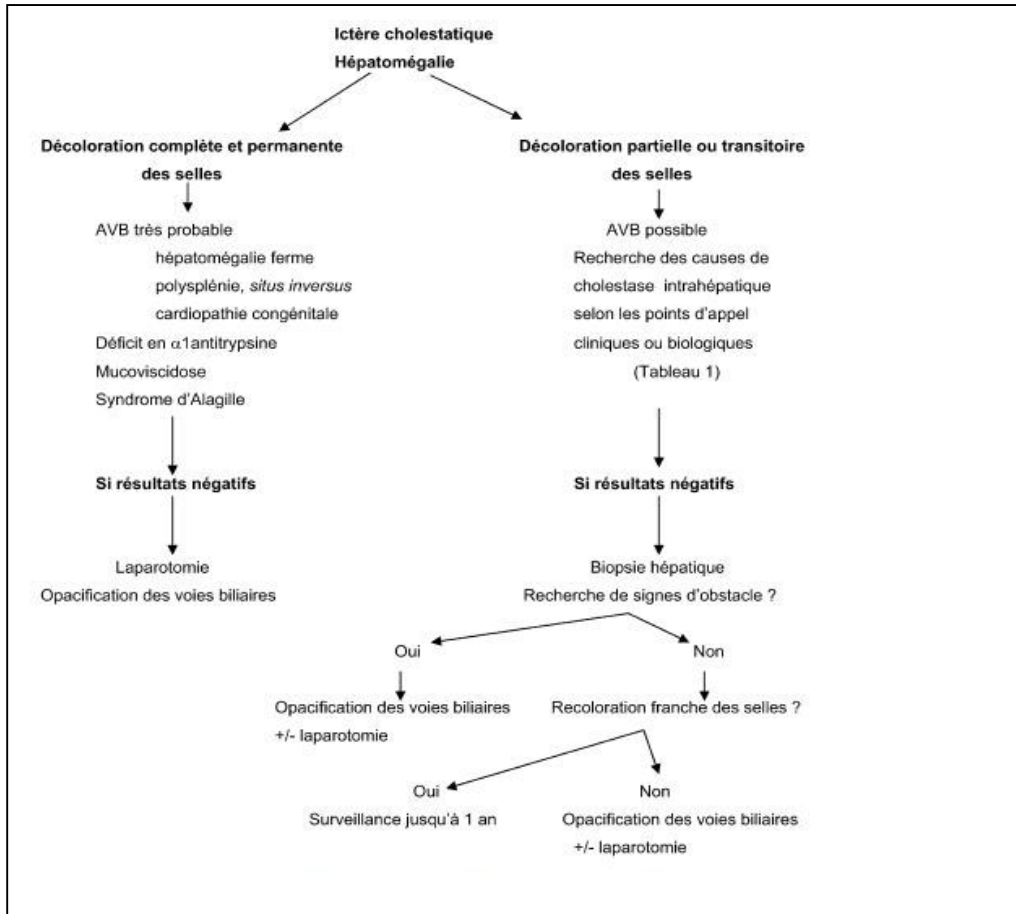 Ictère cholestatique
Hépatomégalie
Décoloration complète et permanente
des selles
AVB très probable
hépatomégalie ferme
polysplénie, situs inversus
cardiopathie congénitale
Déficit en α1antitrypsine
Mucoviscidose
Syndrome d'Alagille
Si résultats négatifs
Laparotomie
Opacification des voies biliaires
Décoloration partielle ou transitoire
des selles
AVB possible
Recherche des causes de
cholestase intrahépatique
selon les points d'appel
cliniques ou biologiques
(Tableau 1)
Si résultats négatifs
Biopsie hépatique
Recherche de signes d'obstacle ?
Oui
Opacification des voies biliaires
+/- laparotomie
Non
Recoloration franche des selles ?
Oui
Surveillance jusqu'à 1 an
Non
Opacification des voies biliaires
+/- laparotomie